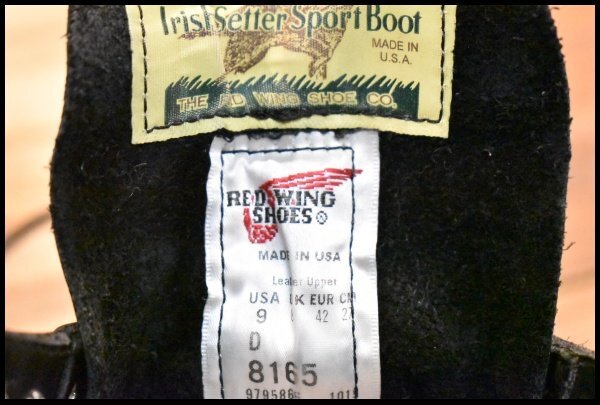 IrishSetter Sport Boot
MADE IN
U.S.A.
THE RED WING SHOE CO.
RED WING
SHOES®
MADE IN USA
Leater Upper
USA UK EUR CM
9 8 42 27
D
8165